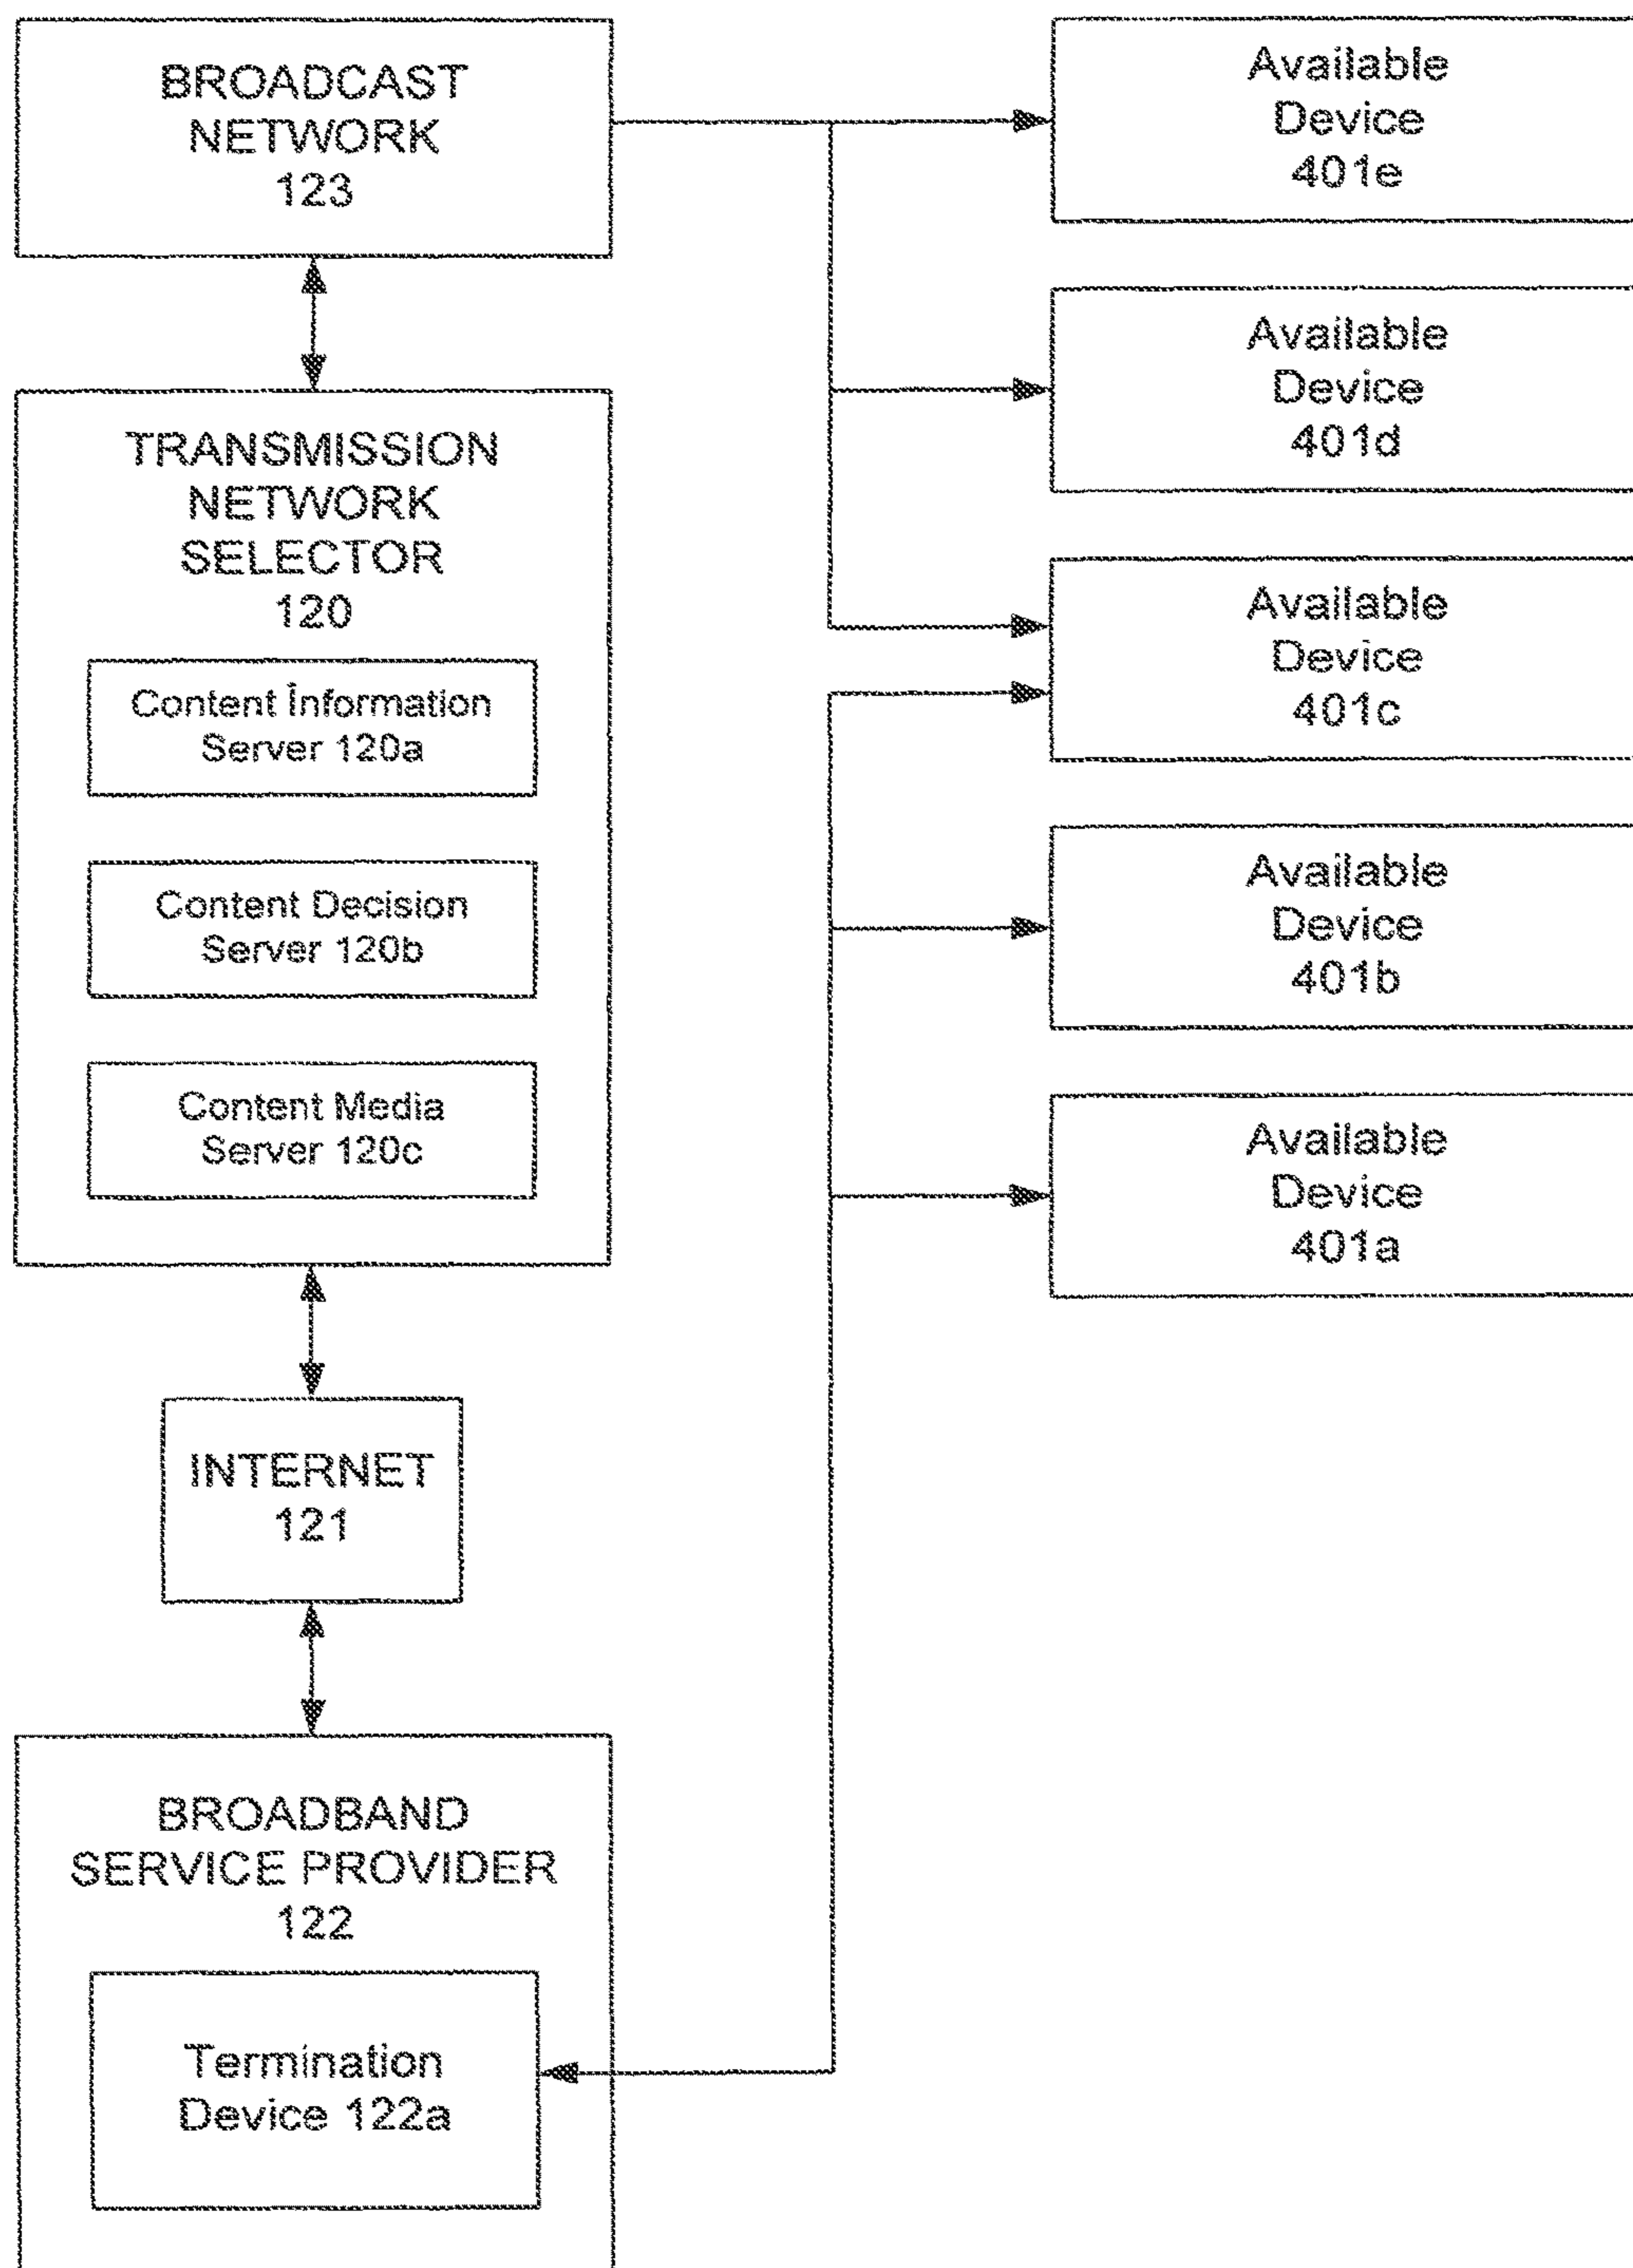 BROADCAST
NETWORK
123
TRANSMISSION
NETWORK
SELECTOR
120
Content Information
Server 120a
Content Decision
Server 120b
Content Media
Server 120c
INTERNET
121
BROADBAND
SERVICE PROVIDER
122
Termination
Device 122a
Available
Device
401e
Available
Device
401d
Available
Device
401c
Available
Device
401b
Available
Device
401a